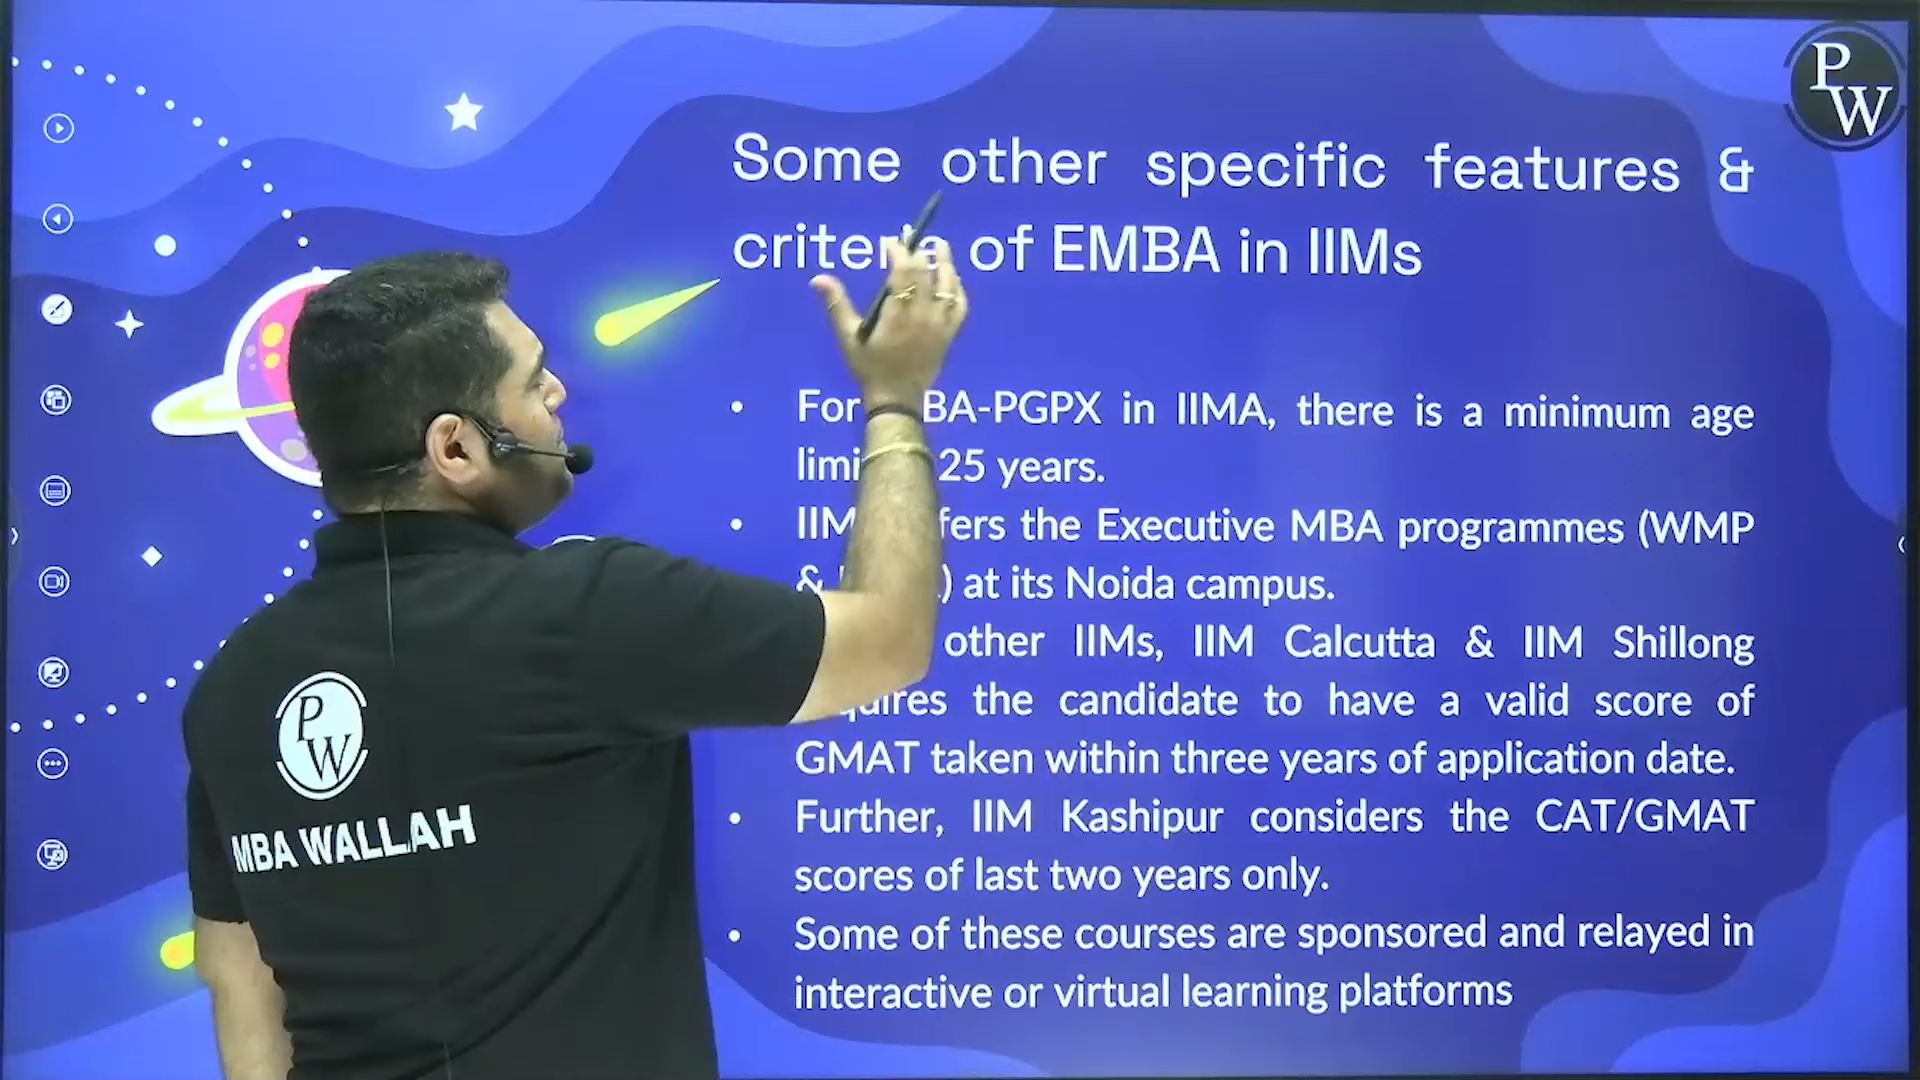 P
W
Some other specific features &
criteria of EMBA in IIMs
For BA-PGPX in IIMA, there is a minimum age
limi 25 years.
IIM fers the Executive MBA programmes (WMP
& ) at its Noida campus.
other IIMs, IIM Calcutta & IIM Shillong
quires the candidate to have a valid score of
GMAT taken within three years of application date.
Further, IIM Kashipur considers the CAT/GMAT
scores of last two years only.
Some of these courses are sponsored and relayed in
interactive or virtual learning platforms
P
W
MBA WALLAH